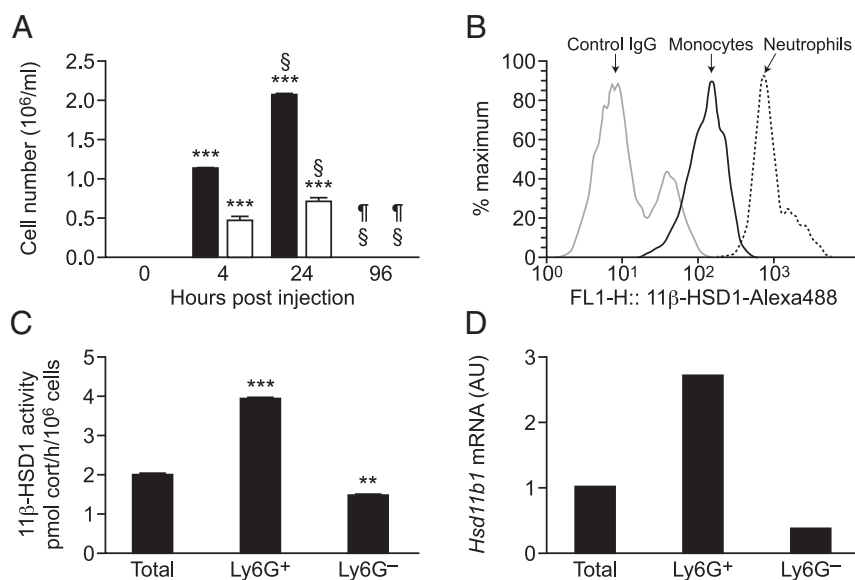 A
Cell number (10⁶/ml)
2.5
2.0
1.5
1.0
0.5
0.0
***
***
§
***
§
***
¶
§
¶
§
0
4
24
96
Hours post injection
B
Control IgG
Monocytes
Neutrophils
% maximum
100
80
60
40
20
0
10⁰
10¹
10²
10³
FL1-H:: 11β-HSD1-Alexa488
C
11β-HSD1 activity
pmol cort/h/10⁶ cells
5
4
3
2
1
0
***
**
Total
Ly6G⁺
Ly6G⁻
D
Hsd11b1 mRNA (AU)
3
2
1
0
Total
Ly6G⁺
Ly6G⁻